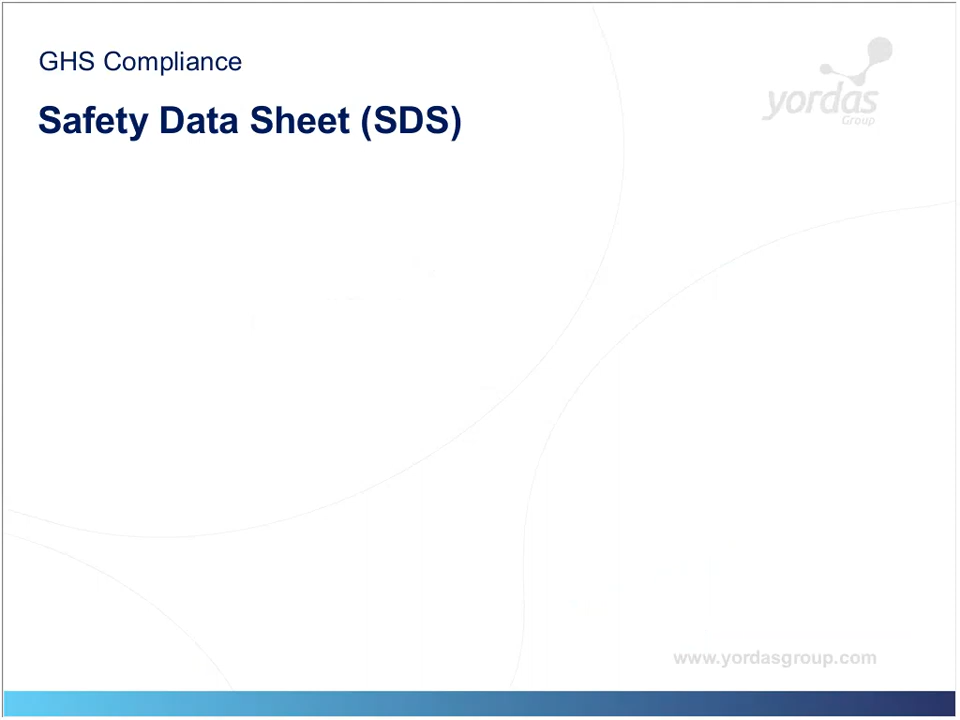 GHS Compliance
Safety Data Sheet (SDS)
yordas
Group
www.yordasgroup.com